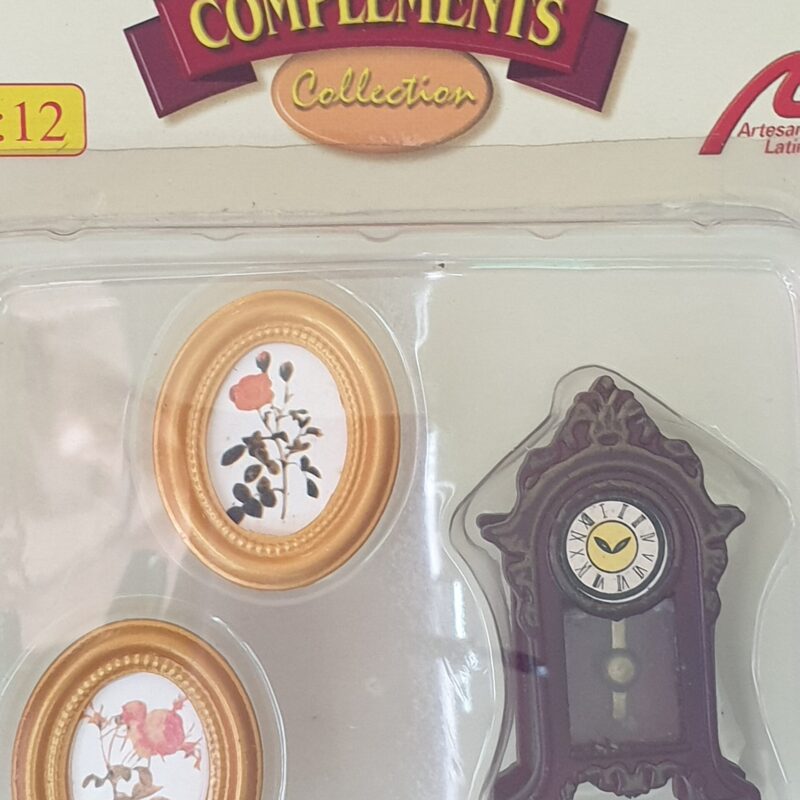 COMPLEMENTS
Collection
:12
Artesan
Latin